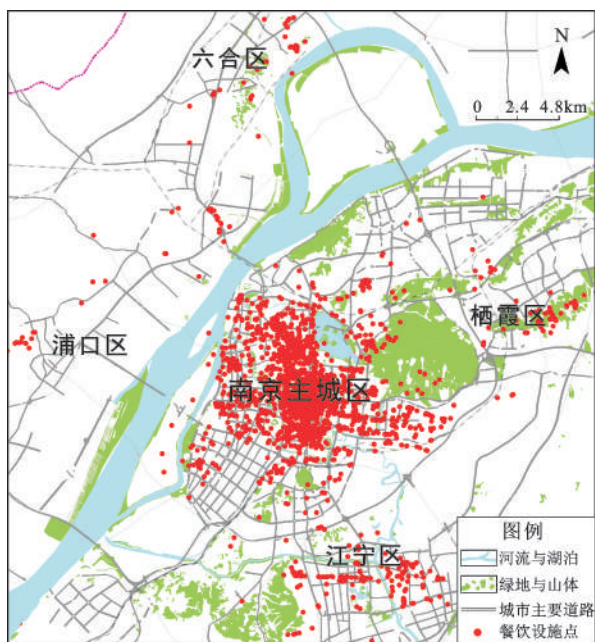 六合区
N
0 2.4 4.8km
栖霞区
浦口区
南京主城区
江宁区
图例
河流与湖泊
绿地与山体
城市主要道路
餐饮设施点